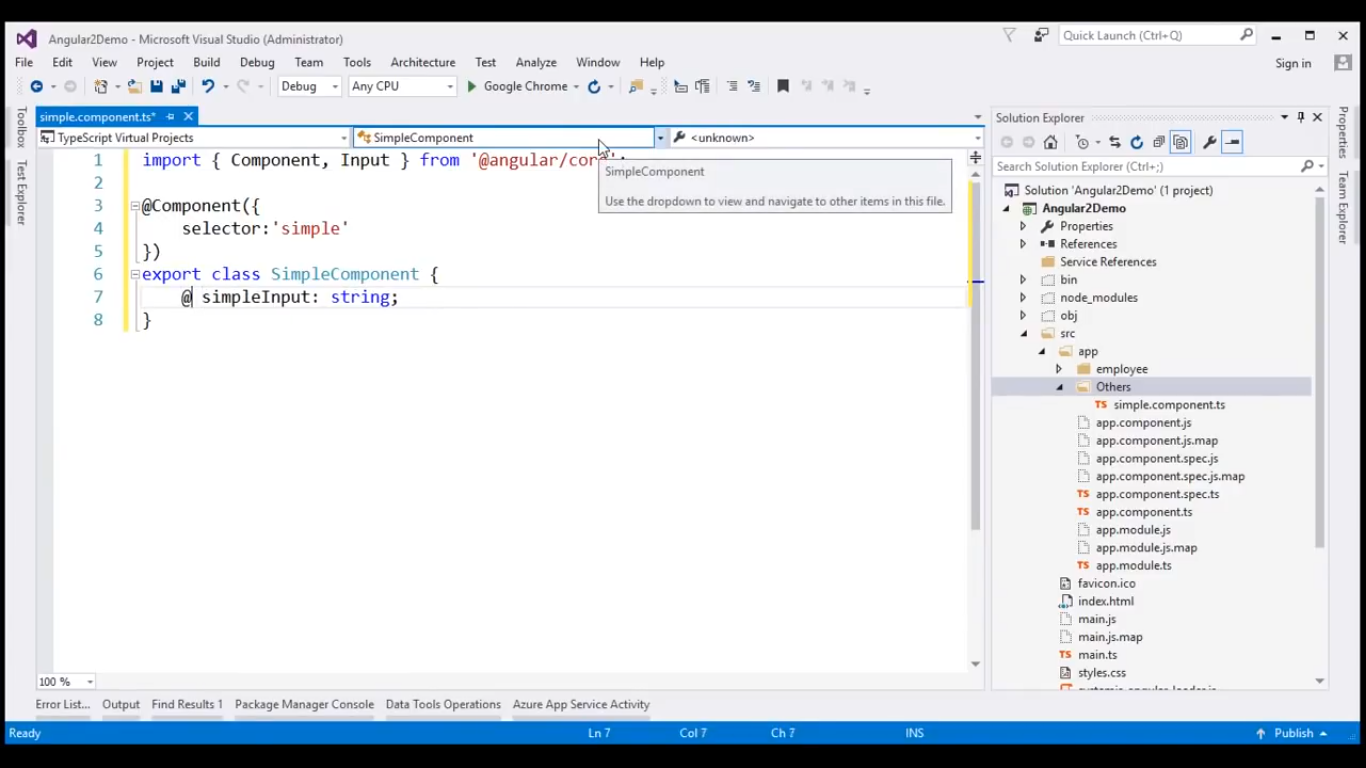 Angular2Demo - Microsoft Visual Studio (Administrator)
Quick Launch (Ctrl+Q)
File Edit View Project Build Debug Team Tools Architecture Test Analyze Window Help
Sign in
Debug Any CPU Google Chrome
Toolbox
Test Explorer
simple.component.ts*
TypeScript Virtual Projects SimpleComponent <unknown>
1 import { Component, Input } from '@angular/core';
SimpleComponent
Use the dropdown to view and navigate to other items in this file.
2
3 @Component({
4 selector:'simple'
5 })
6 export class SimpleComponent {
7 @ simpleInput: string;
8 }
100 %
Solution Explorer
Search Solution Explorer (Ctrl+;)
Solution 'Angular2Demo' (1 project)
Angular2Demo
Properties
References
Service References
bin
node_modules
obj
src
app
employee
Others
simple.component.ts
app.component.js
app.component.js.map
app.component.spec.js
app.component.spec.js.map
app.component.spec.ts
app.component.ts
app.module.js
app.module.js.map
app.module.ts
favicon.ico
index.html
main.js
main.js.map
main.ts
styles.css
Properties
Team Explorer
Error List... Output Find Results 1 Package Manager Console Data Tools Operations Azure App Service Activity
Ready Ln 7 Col 7 Ch 7 INS Publish